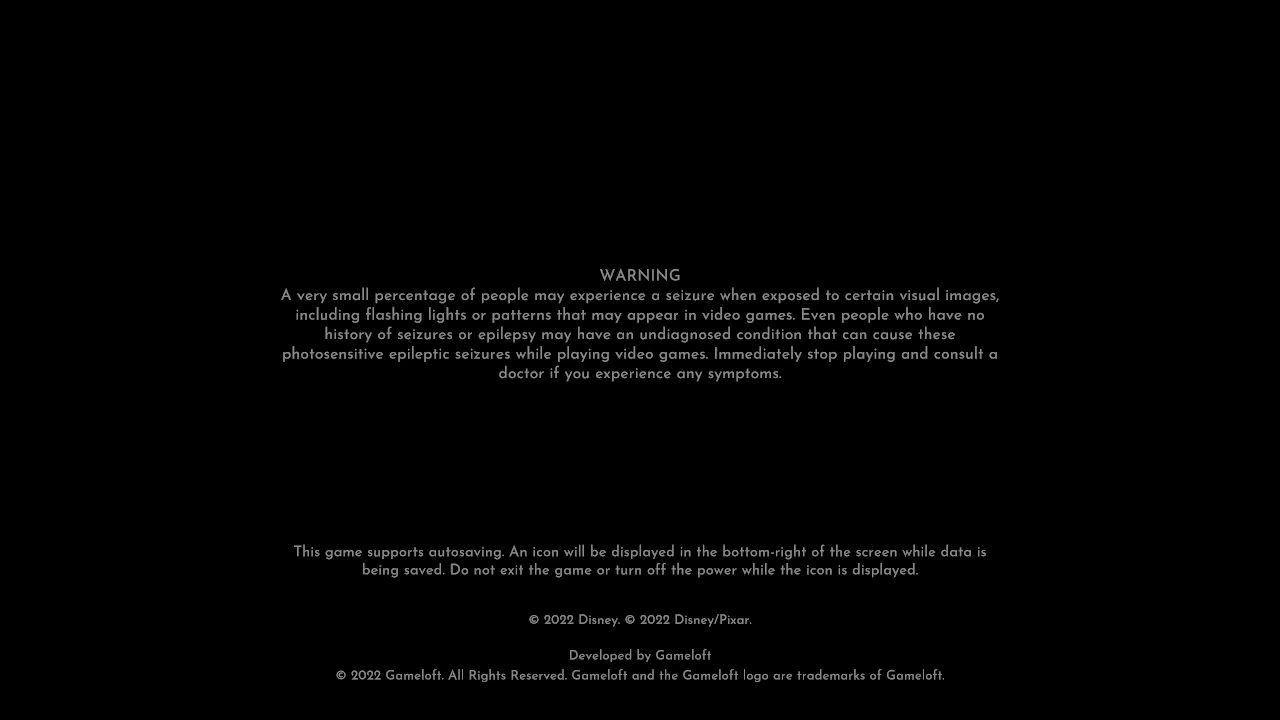 WARNING
A very small percentage of people may experience a seizure when exposed to certain visual images,
including flashing lights or patterns that may appear in video games. Even people who have no
history of seizures or epilepsy may have an undiagnosed condition that can cause these
photosensitive epileptic seizures while playing video games. Immediately stop playing and consult a
doctor if you experience any symptoms.
This game supports autosaving. An icon will be displayed in the bottom-right of the screen while data is
being saved. Do not exit the game or turn off the power while the icon is displayed.
© 2022 Disney. © 2022 Disney/Pixar.
Developed by Gameloft
© 2022 Gameloft. All Rights Reserved. Gameloft and the Gameloft logo are trademarks of Gameloft.